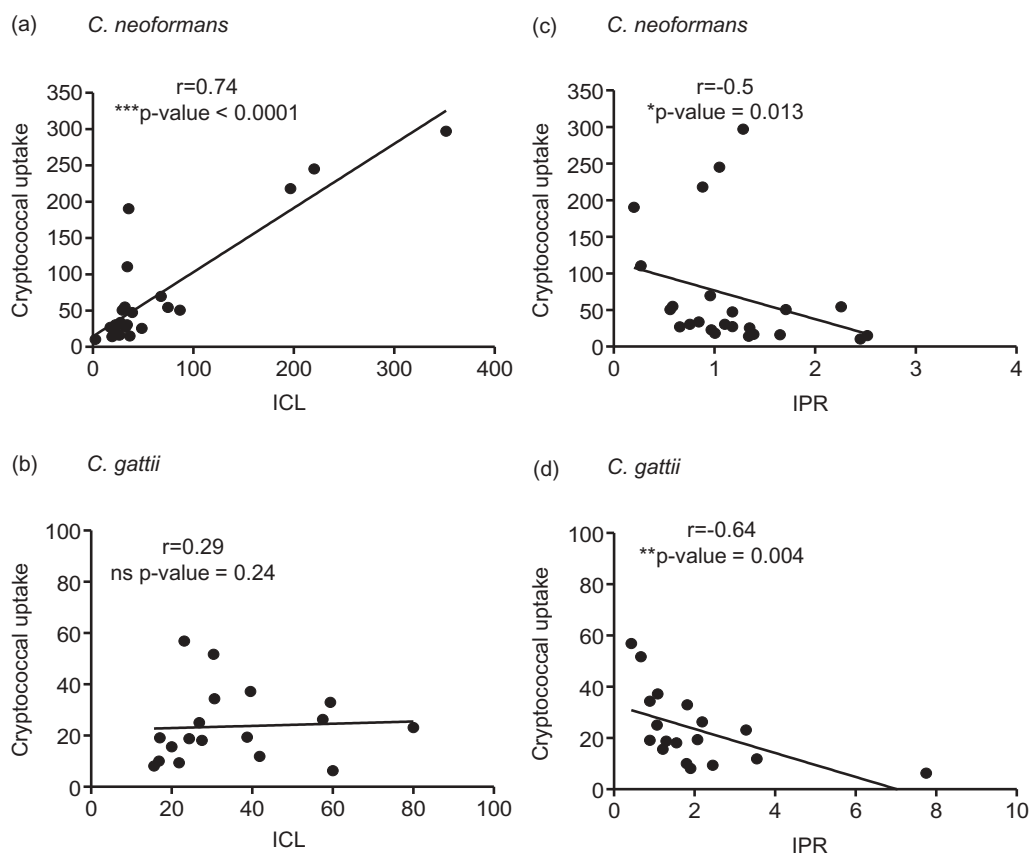 (a) C. neoformans
r=0.74
***p-value < 0.0001
Cryptococcal uptake
350
300
250
200
150
100
50
0
0 100 200 300 400
ICL
(c) C. neoformans
r=-0.5
*p-value = 0.013
Cryptococcal uptake
350
300
250
200
150
100
50
0
0 1 2 3 4
IPR
(b) C. gattii
r=0.29
ns p-value = 0.24
Cryptococcal uptake
100
80
60
40
20
0
0 20 40 60 80 100
ICL
(d) C. gattii
r=-0.64
**p-value = 0.004
Cryptococcal uptake
100
80
60
40
20
0
0 2 4 6 8 10
IPR